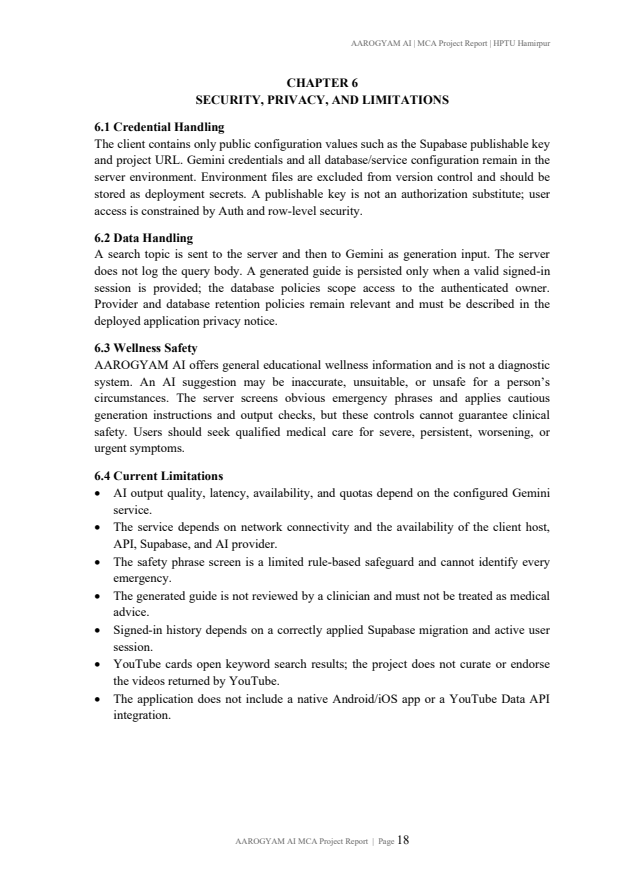 AAROGYAM AI | MCA Project Report | HPTU Hamirpur
CHAPTER 6
SECURITY, PRIVACY, AND LIMITATIONS
6.1 Credential Handling
The client contains only public configuration values such as the Supabase publishable key
and project URL. Gemini credentials and all database/service configuration remain in the
server environment. Environment files are excluded from version control and should be
stored as deployment secrets. A publishable key is not an authorization substitute; user
access is constrained by Auth and row-level security.
6.2 Data Handling
A search topic is sent to the server and then to Gemini as generation input. The server
does not log the query body. A generated guide is persisted only when a valid signed-in
session is provided; the database policies scope access to the authenticated owner.
Provider and database retention policies remain relevant and must be described in the
deployed application privacy notice.
6.3 Wellness Safety
AAROGYAM AI offers general educational wellness information and is not a diagnostic
system. An AI suggestion may be inaccurate, unsuitable, or unsafe for a person's
circumstances. The server screens obvious emergency phrases and applies cautious
generation instructions and output checks, but these controls cannot guarantee clinical
safety. Users should seek qualified medical care for severe, persistent, worsening, or
urgent symptoms.
6.4 Current Limitations
• AI output quality, latency, availability, and quotas depend on the configured Gemini
service.
• The service depends on network connectivity and the availability of the client host,
API, Supabase, and AI provider.
• The safety phrase screen is a limited rule-based safeguard and cannot identify every
emergency.
• The generated guide is not reviewed by a clinician and must not be treated as medical
advice.
• Signed-in history depends on a correctly applied Supabase migration and active user
session.
• YouTube cards open keyword search results; the project does not curate or endorse
the videos returned by YouTube.
• The application does not include a native Android/iOS app or a YouTube Data API
integration.
AAROGYAM AI MCA Project Report | Page 18